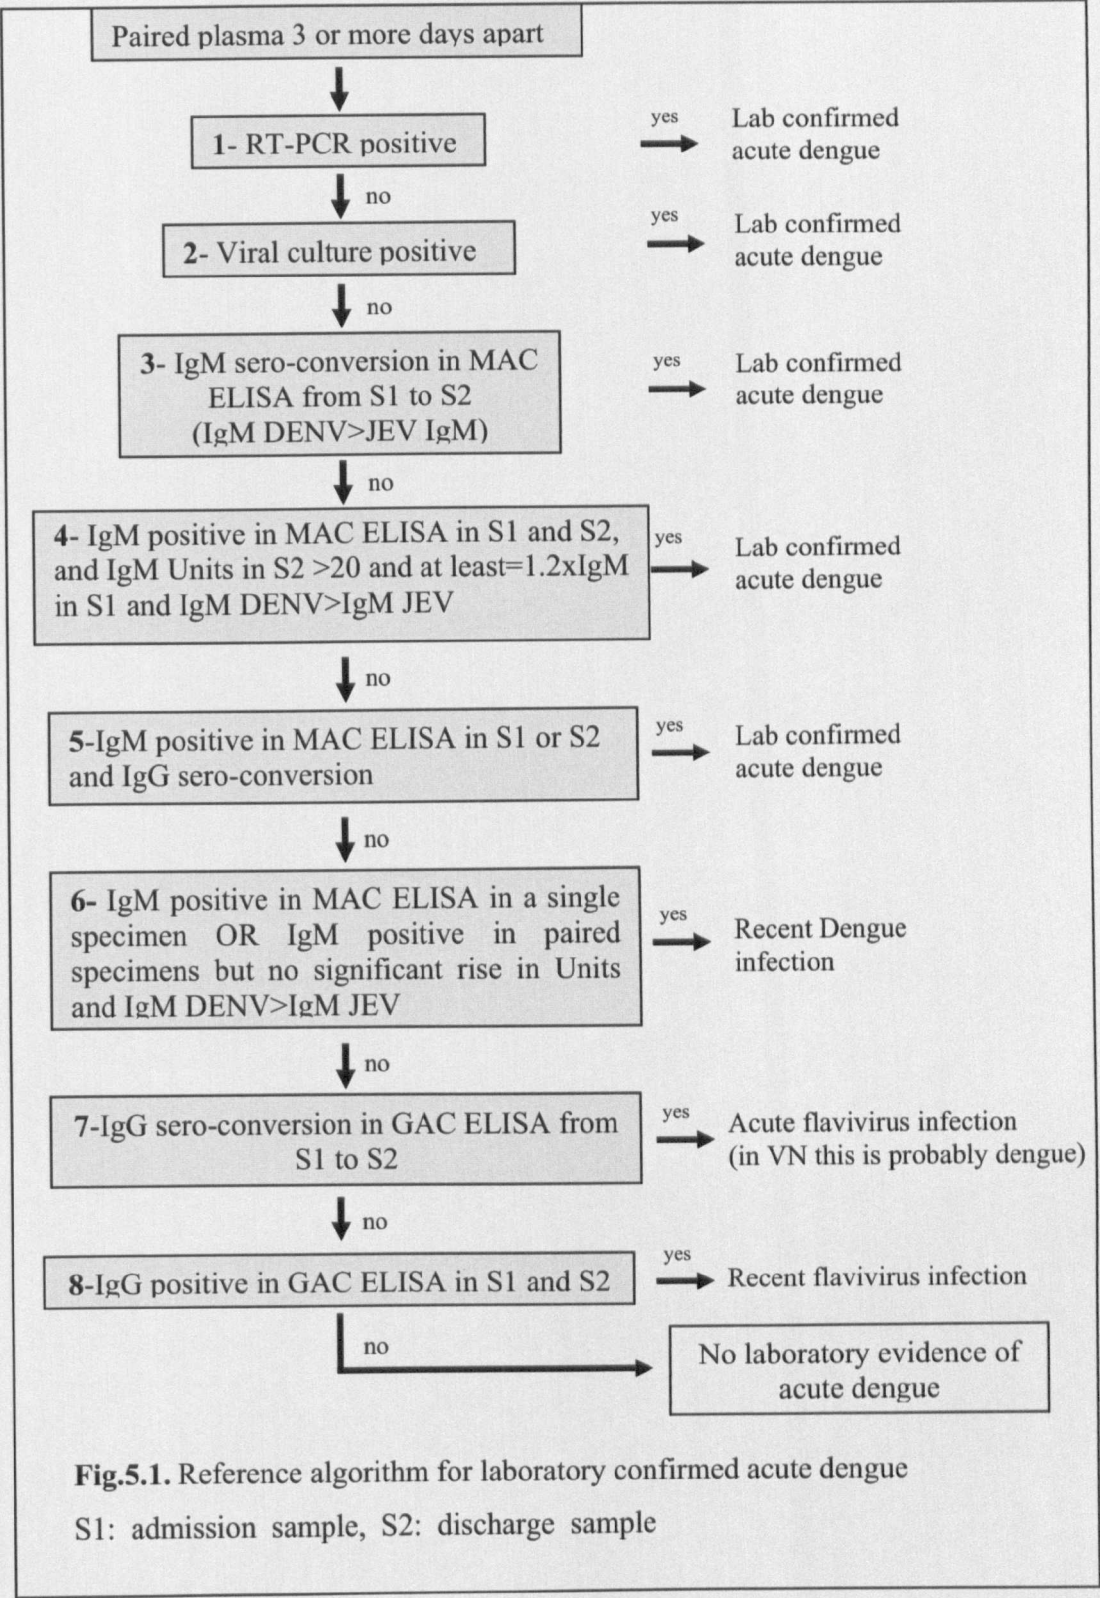 Paired plasma 3 or more days apart
1- RT-PCR positive
yes
Lab confirmed
acute dengue
no
2- Viral culture positive
yes
Lab confirmed
acute dengue
no
3- IgM sero-conversion in MAC
ELISA from S1 to S2
(IgM DENV>JEV IgM)
yes
Lab confirmed
acute dengue
no
4- IgM positive in MAC ELISA in S1 and S2,
and IgM Units in S2 >20 and at least=1.2xIgM
in S1 and IgM DENV>IgM JEV
yes
Lab confirmed
acute dengue
no
5-IgM positive in MAC ELISA in S1 or S2
and IgG sero-conversion
yes
Lab confirmed
acute dengue
no
6- IgM positive in MAC ELISA in a single
specimen OR IgM positive in paired
specimens but no significant rise in Units
and IgM DENV>IgM JEV
yes
Recent Dengue
infection
no
7-IgG sero-conversion in GAC ELISA from
S1 to S2
yes
Acute flavivirus infection
(in VN this is probably dengue)
no
8-IgG positive in GAC ELISA in S1 and S2
yes
Recent flavivirus infection
no
No laboratory evidence of
acute dengue
Fig.5.1. Reference algorithm for laboratory confirmed acute dengue
S1: admission sample, S2: discharge sample